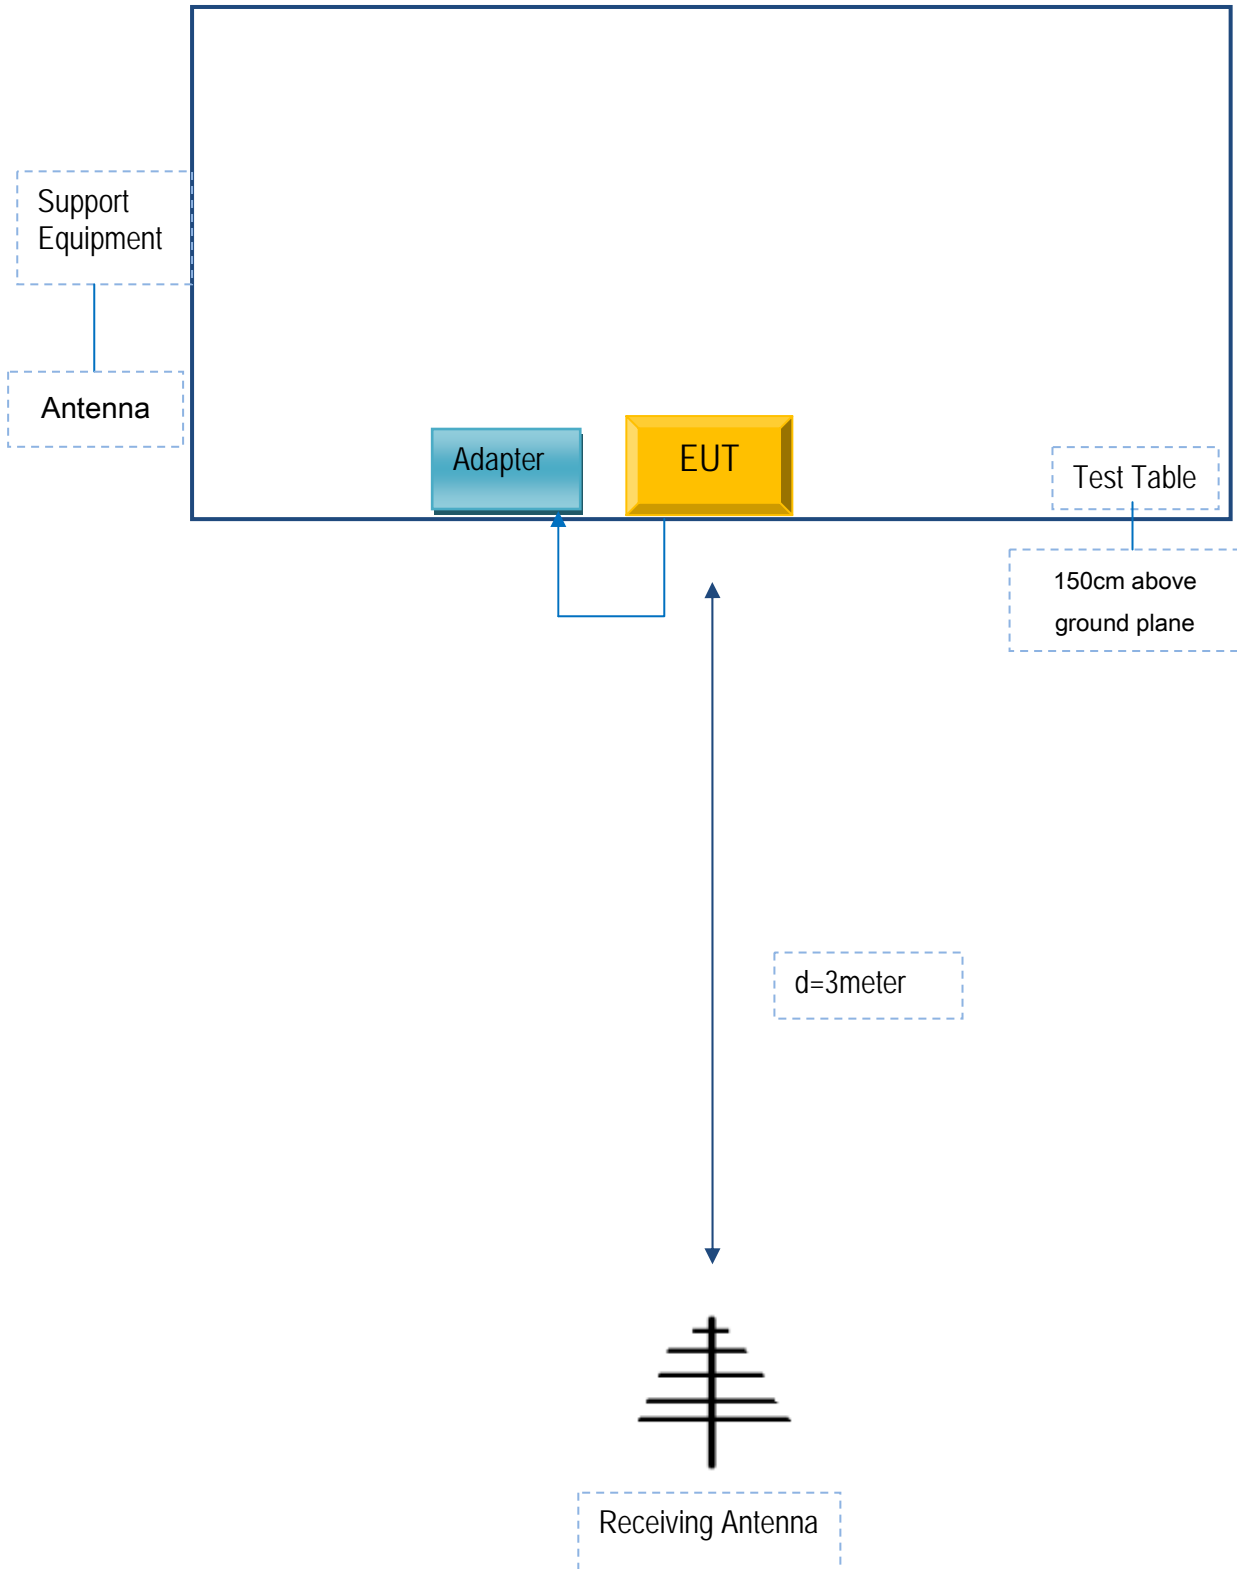 Support
Equipment
Antenna
Adapter
EUT
Test Table
150cm above
ground plane
d=3meter
Receiving Antenna